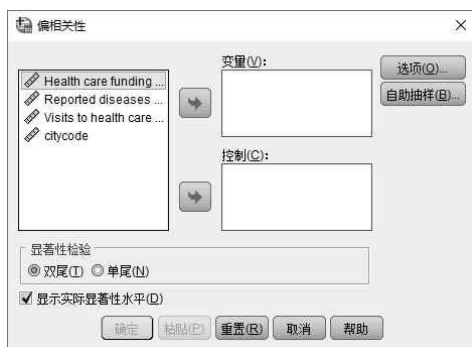 偏相关性
变量(V):
Health care funding ...
Reported diseases ...
Visits to health care ...
citycode
选项(O)...
自助抽样(B)...
控制(C):
显著性检验
双尾(T) 单尾(N)
显示实际显著性水平(D)
确定 粘贴(P) 重置(R) 取消 帮助